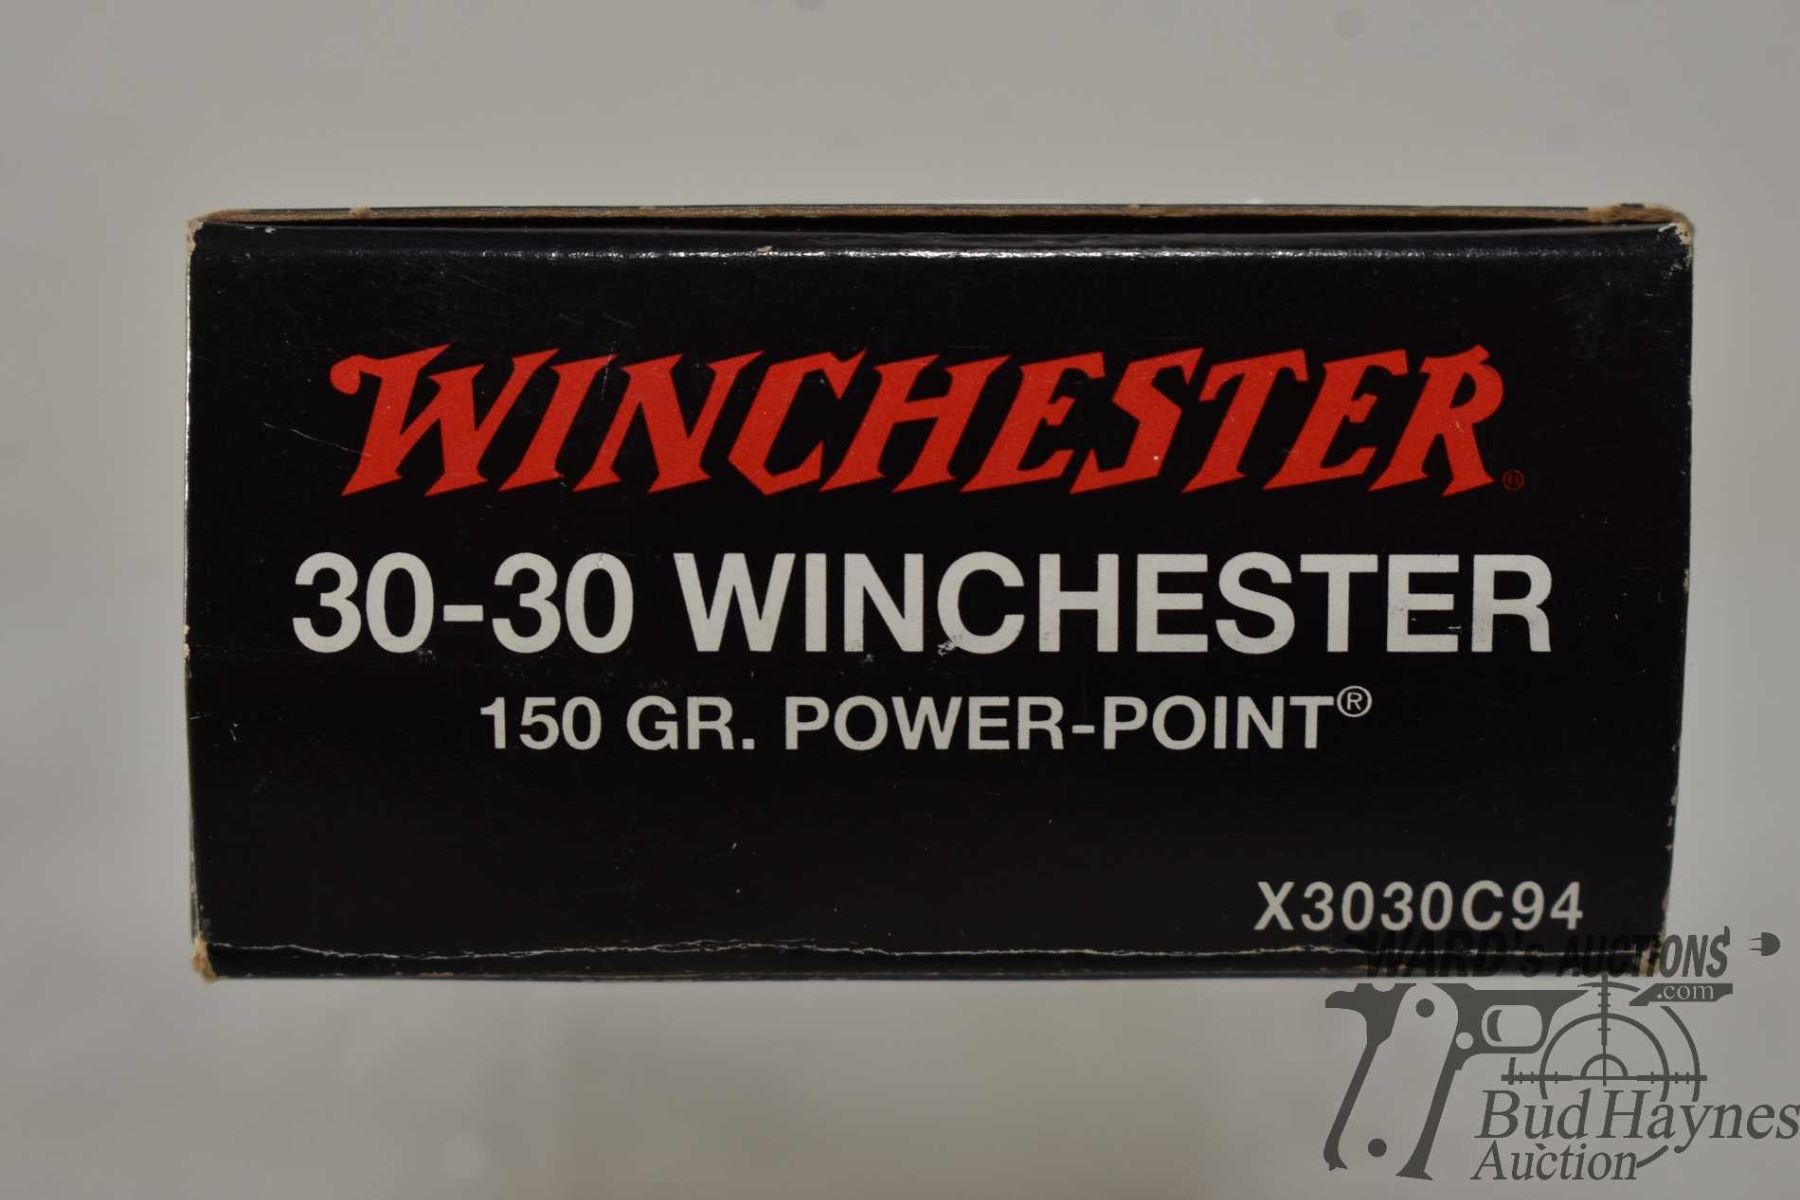 WINCHESTER®
30-30 WINCHESTER
150 GR. POWER-POINT®
X3030C94
WARD's AUCTIONS
.com
Bud Haynes
Auction